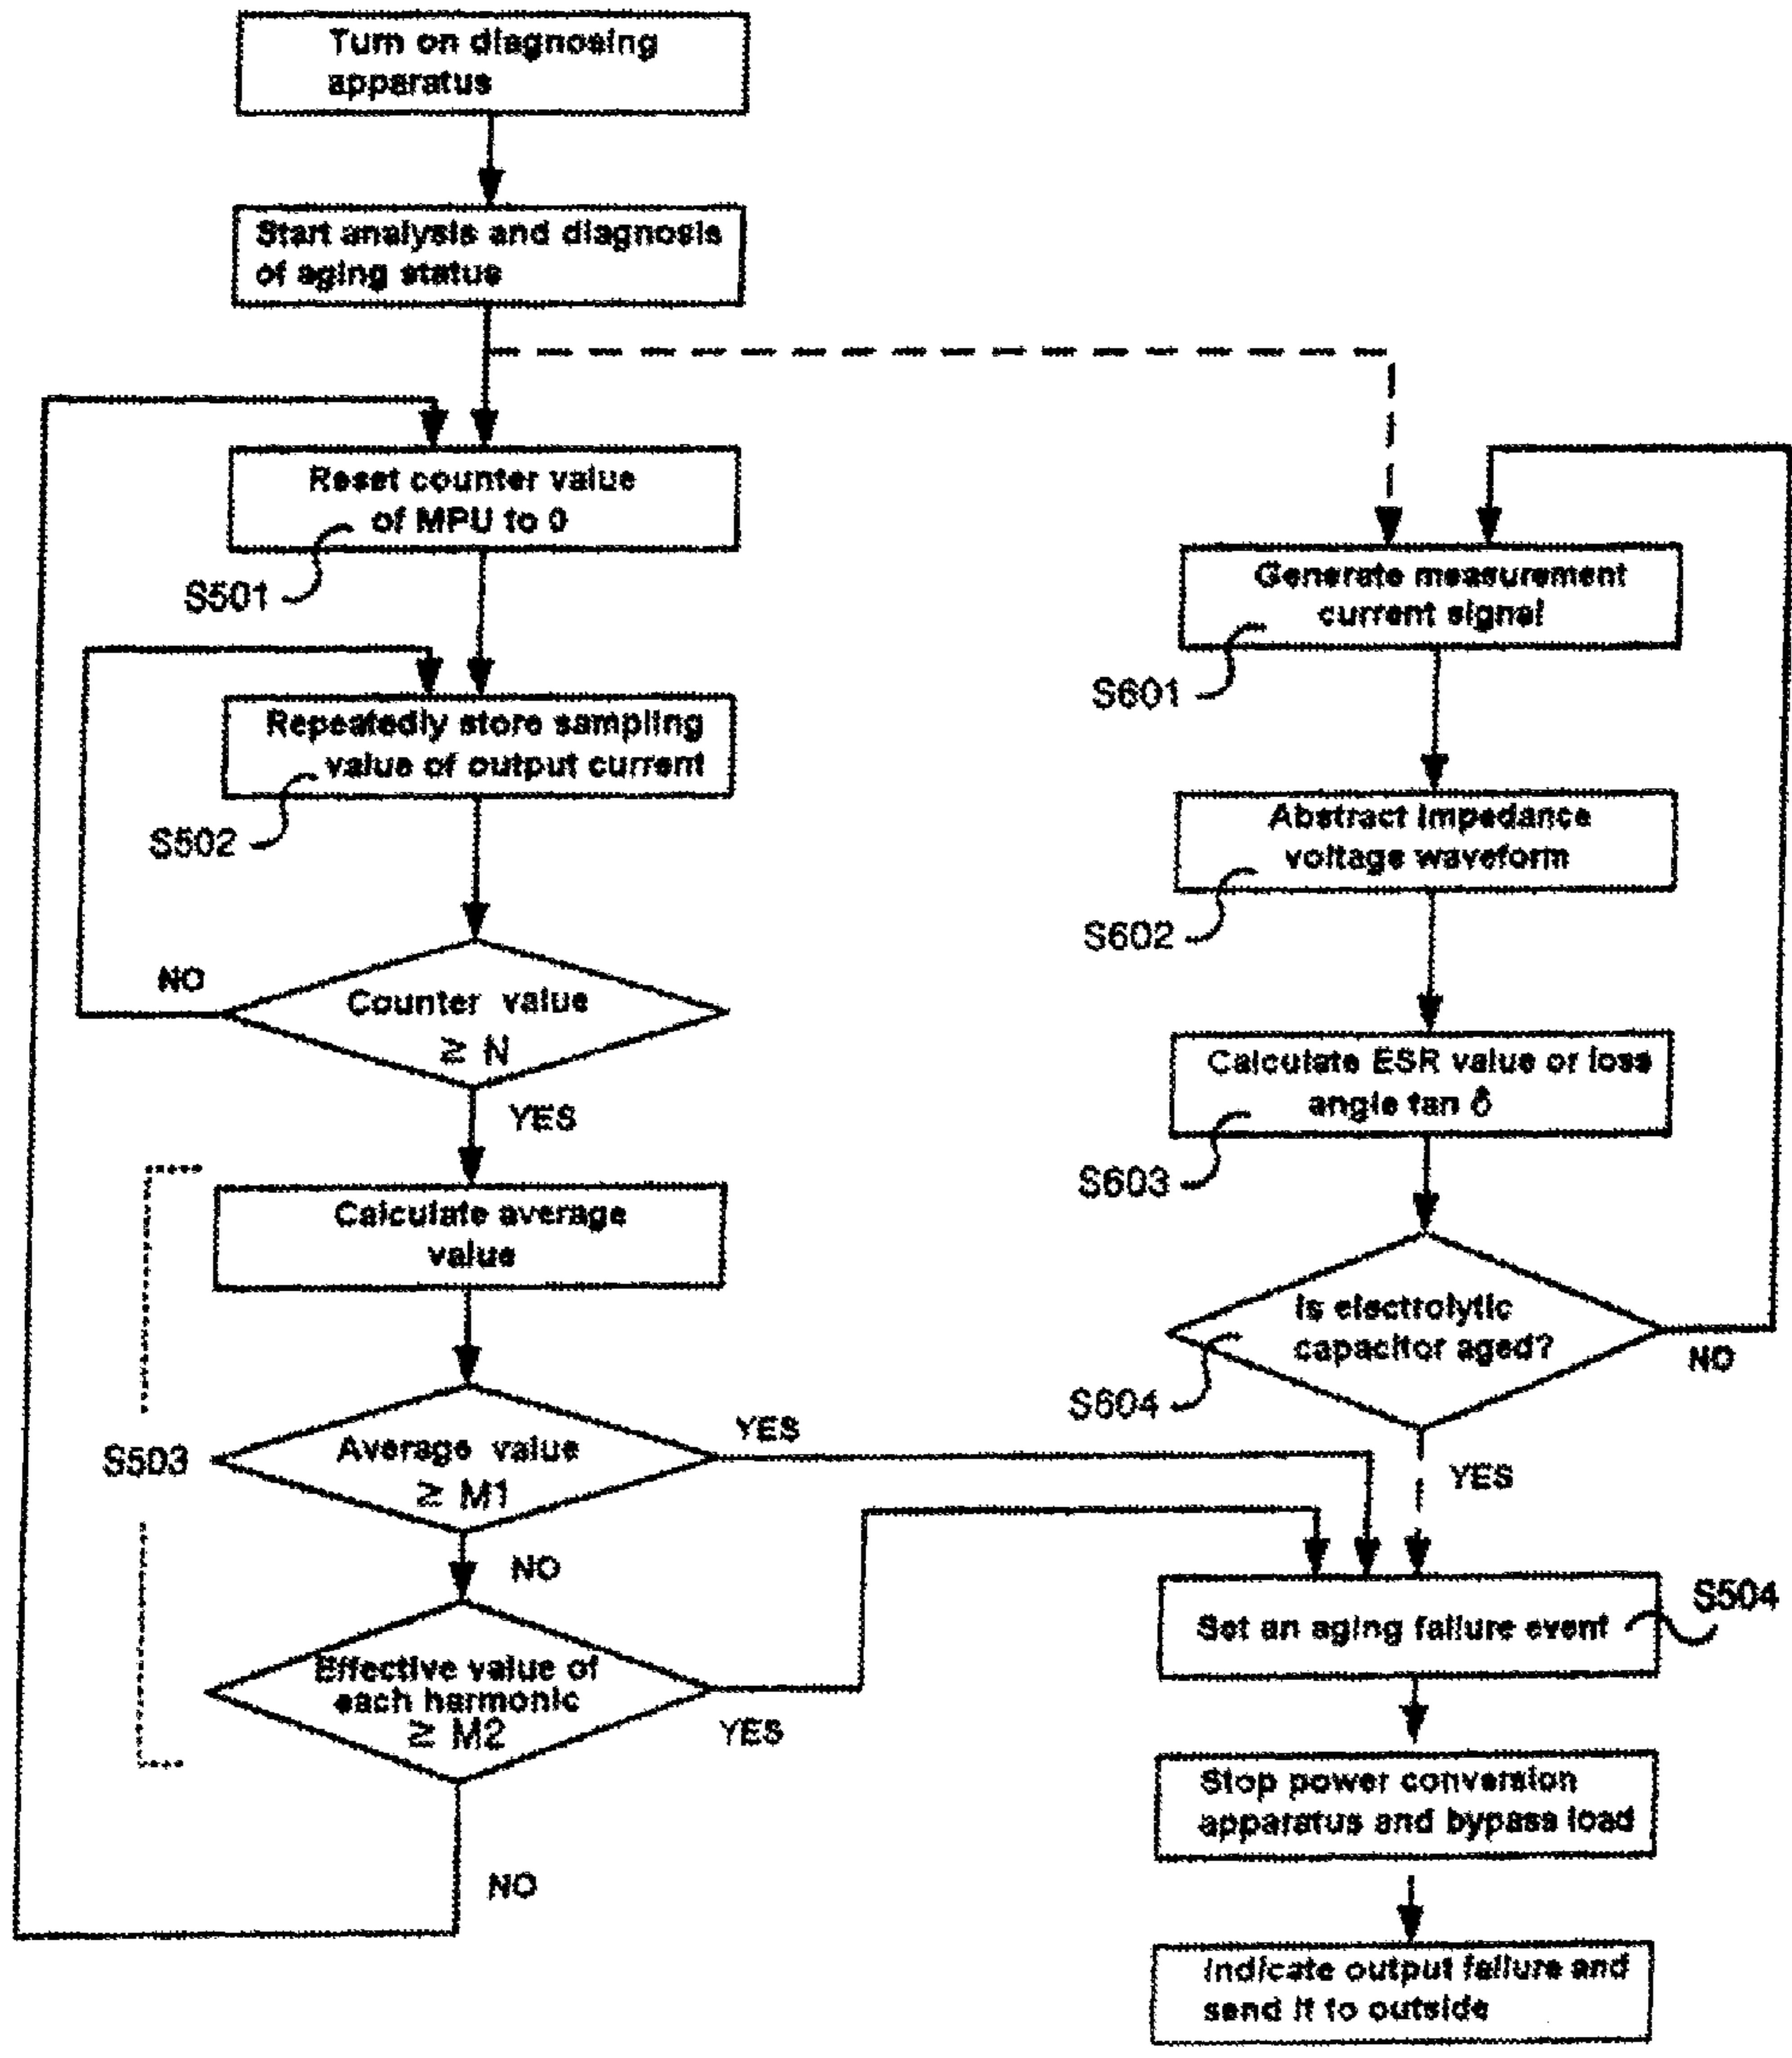 Turn on diagnosing
apparatus
Start analysis and diagnosis
of aging status
Reset counter value
of MPU to 0
S501
Repeatedly store sampling
value of output current
S502
Counter value
≥ N
NO
YES
Calculate average
value
Average value
≥ M1
YES
NO
S503
Effective value of
each harmonic
≥ M2
YES
NO
Generate measurement
current signal
S601
Abstract Impedance
voltage waveform
S602
Calculate ESR value or loss
angle tan δ
S603
Is electrolytic
capacitor aged?
S604
NO
YES
Set an aging failure event
S504
Stop power conversion
apparatus and bypass load
Indicate output failure and
send it to outside